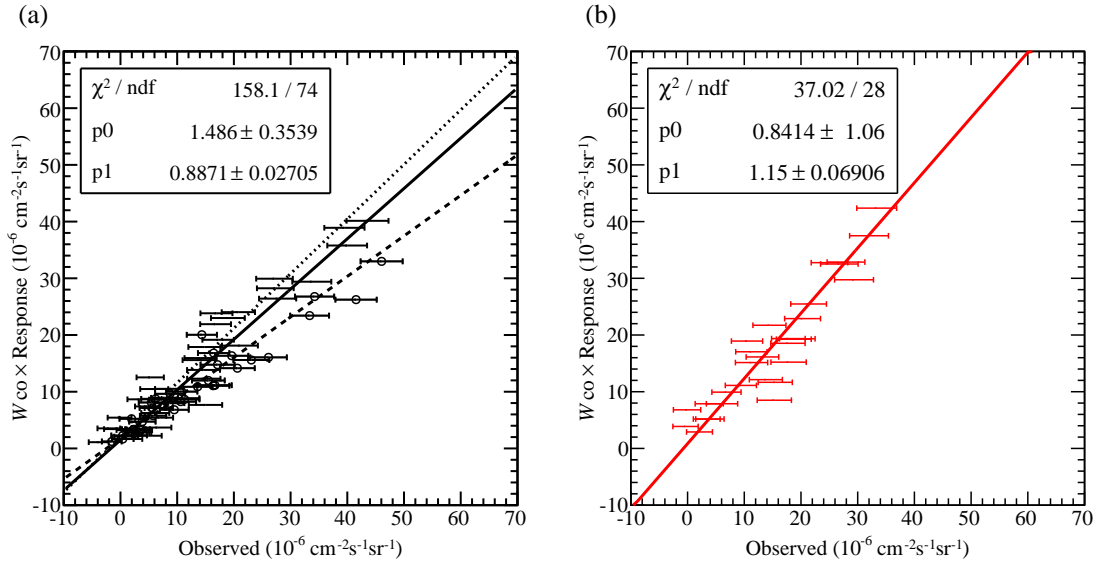 (a)
70
60
50
40
30
20
10
0
-10
W co × Response (10⁻⁶ cm⁻²s⁻¹sr⁻¹)
χ² / ndf 158.1 / 74
p0 1.486 ± 0.3539
p1 0.8871 ± 0.02705
-10 0 10 20 30 40 50 60 70
Observed (10⁻⁶ cm⁻²s⁻¹sr⁻¹)
(b)
70
60
50
40
30
20
10
0
-10
W co × Response (10⁻⁶ cm⁻²s⁻¹sr⁻¹)
χ² / ndf 37.02 / 28
p0 0.8414 ± 1.06
p1 1.15 ± 0.06906
-10 0 10 20 30 40 50 60 70
Observed (10⁻⁶ cm⁻²s⁻¹sr⁻¹)